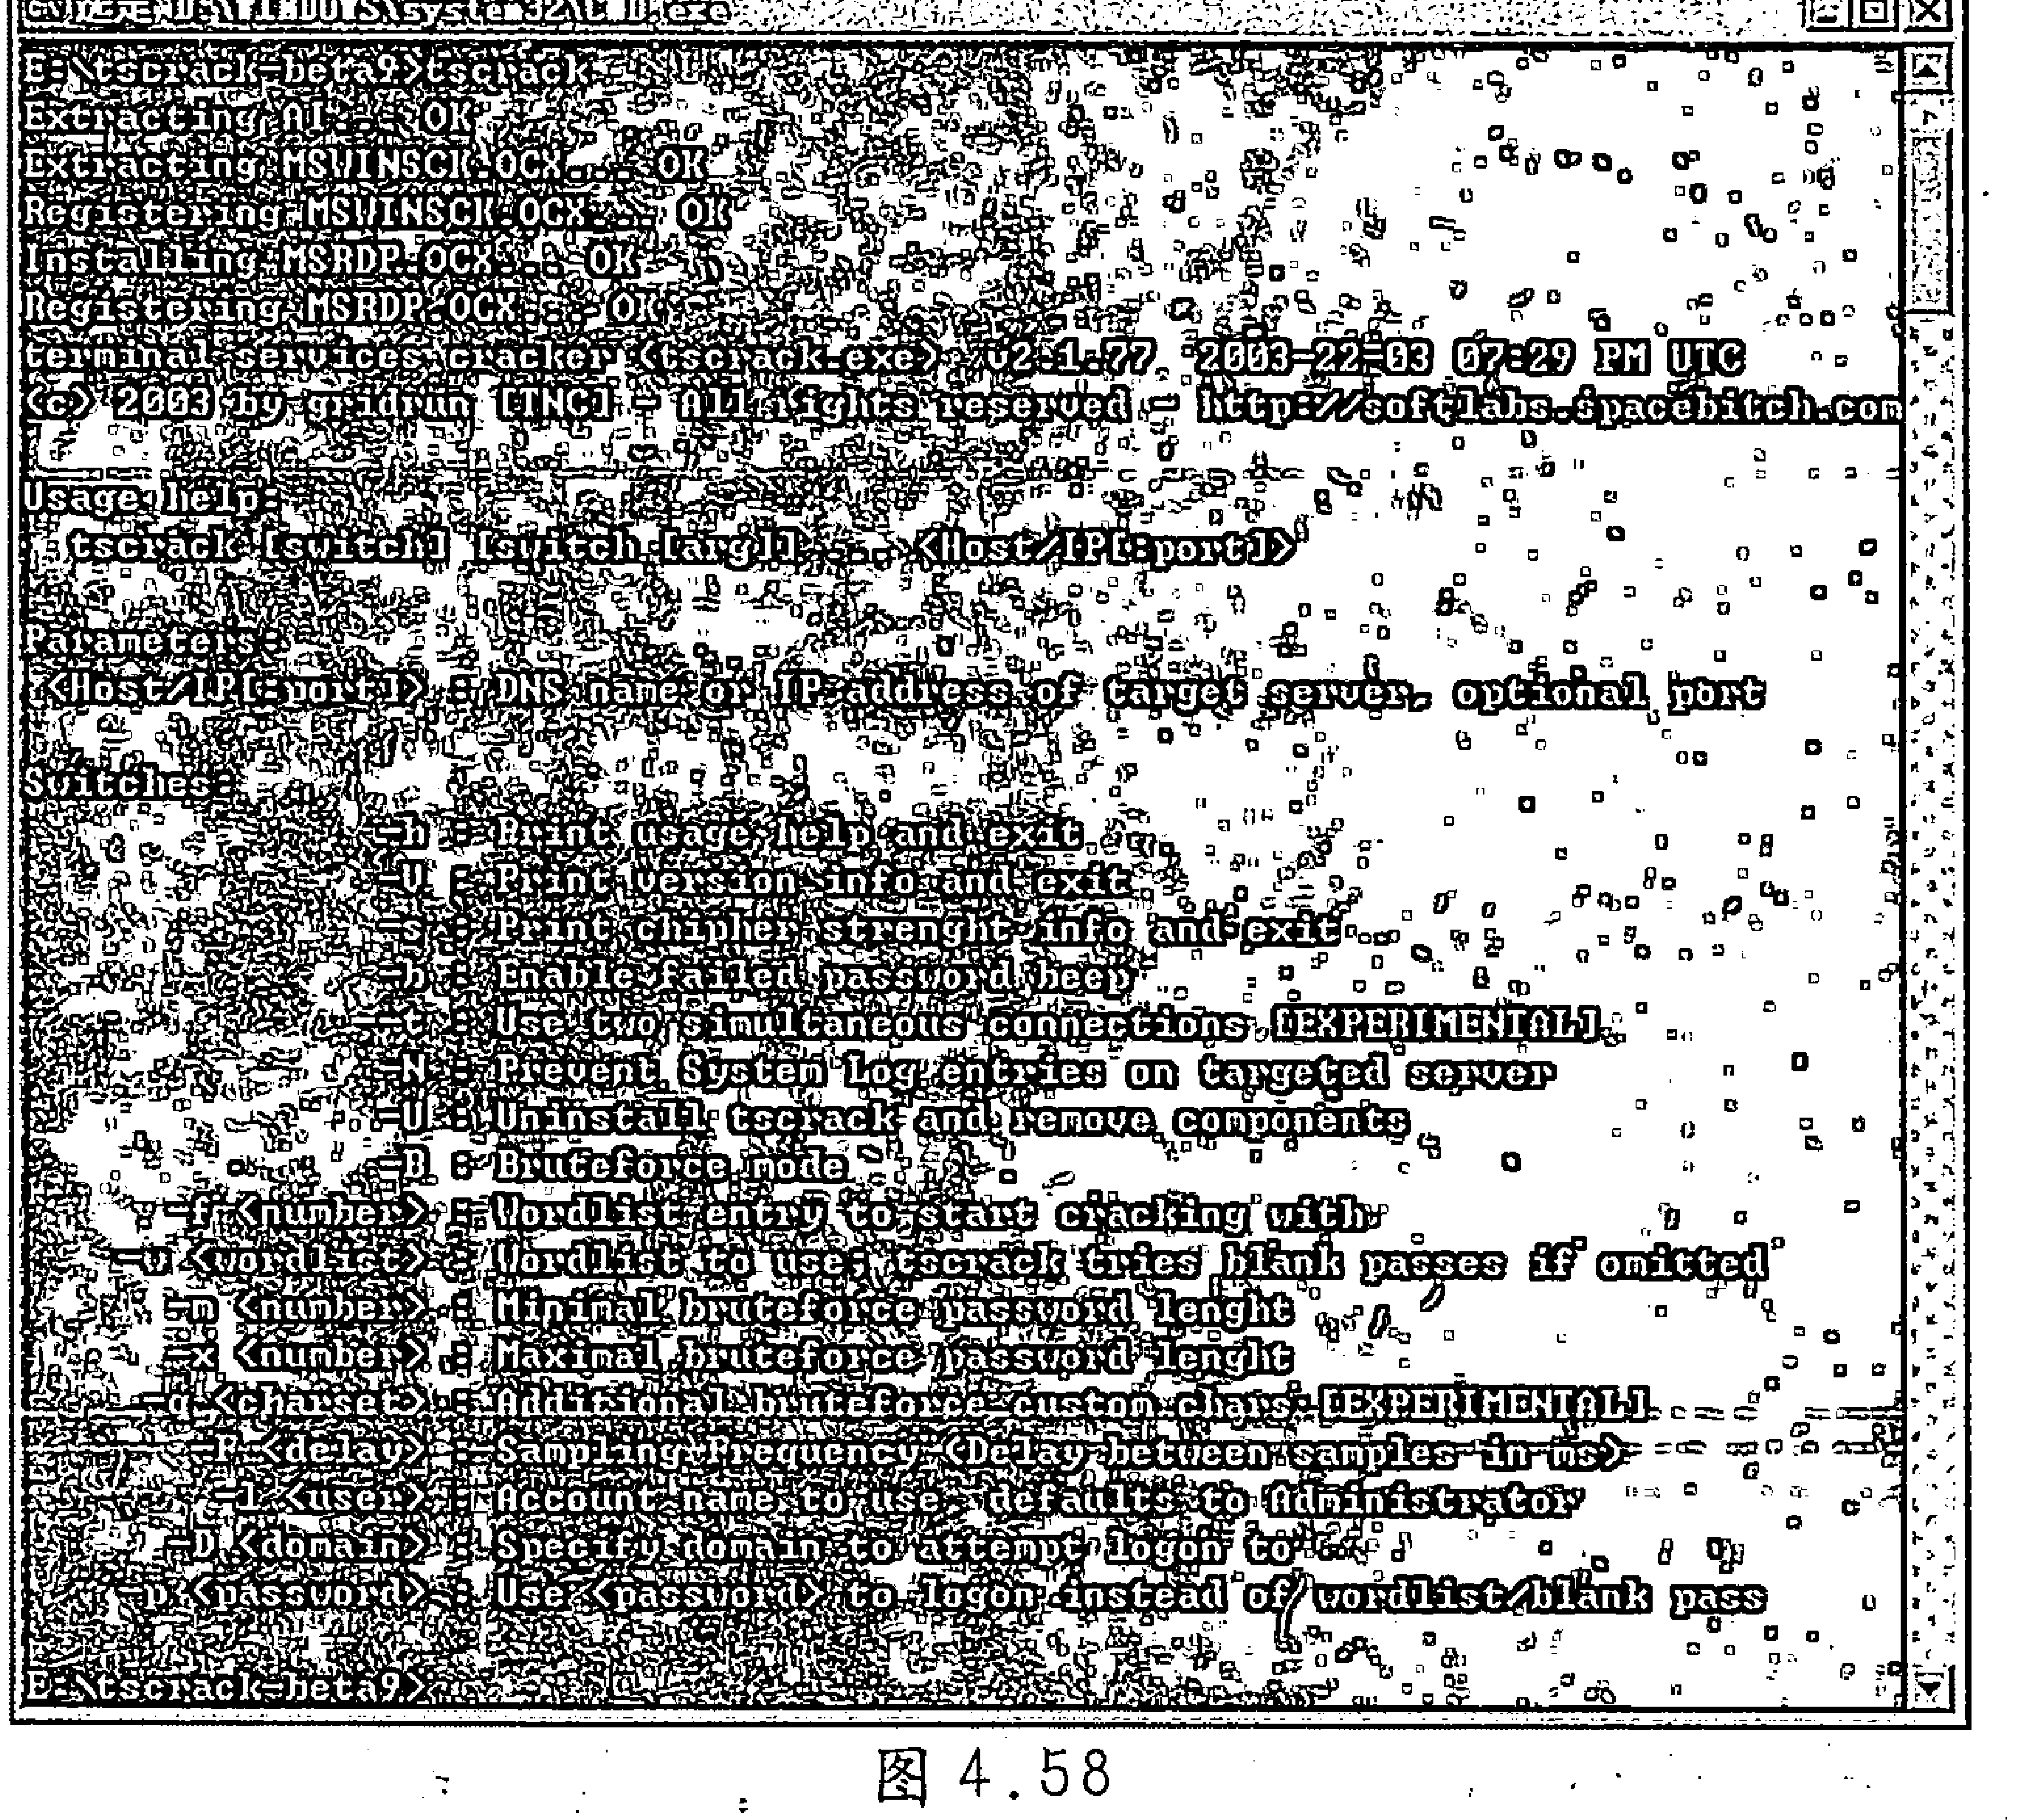 D:\WINDOWS\system32\CMD.exe
E:\tscrack-beta9>tscrack
Extracting AI... OK
Extracting MSWINSCK.OCX... OK
Registering MSWINSCK.OCX... OK
Installing MSRDP.OCX... OK
Registering MSRDP.OCX... OK
terminal services cracker (tscrack.exe) v2.1.77 2003-22-03 07:29 PM UTC
(c) 2003 by gridrun [TNC] - All rights reserved - http://softlabs.spacebitch.com
Usage help:
tscrack [switch] [switch [arg]] ... <Host/IP[:port]>
Parameters:
<Host/IP[:port]> : DNS name or IP address of target server, optional port
Switches:
-h : Print usage help and exit
-V : Print version info and exit
-s : Print chipher strenght info and exit
-b : Enable failed password beep
-t : Use two simultaneous connections [EXPERIMENTAL]
-N : Prevent System Log entries on targeted server
-U : Uninstall tscrack and remove components
-B : Bruteforce mode
-f <number> : Wordlist entry to start cracking with
-w <wordlist> : Wordlist to use; tscrack tries blank passes if omitted
-m <number> : Minimal bruteforce password lenght
-x <number> : Maximal bruteforce password lenght
<charset> : Additional bruteforce custom chars [EXPERIMENTAL]
-F <delay> : Sampling Frequency (Delay between samples in ms)
-l <user> : Account name to use, defaults to Administrator
-D <domain> : Specify domain to attempt logon to
-p <password> : Use <password> to logon instead of wordlist/blank pass
E:\tscrack-beta9>
图 4.58